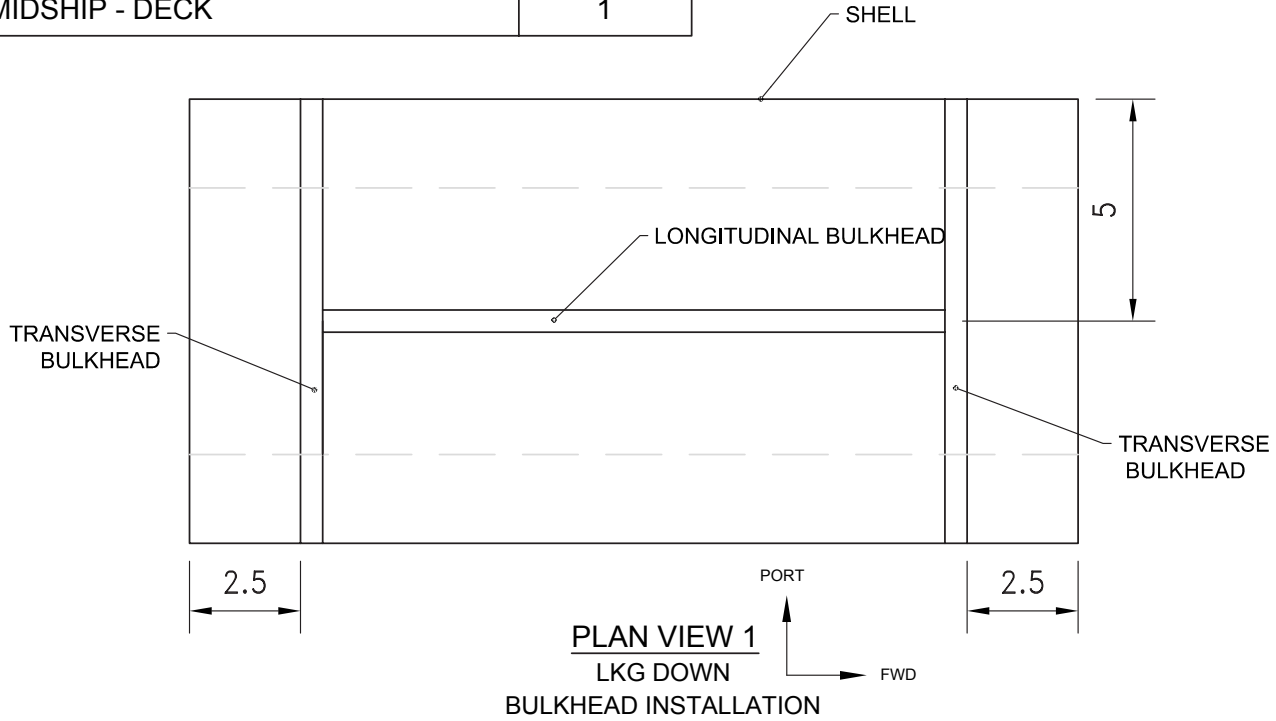 MIDSHIP - DECK 1
SHELL
5
LONGITUDINAL BULKHEAD
TRANSVERSE
BULKHEAD
TRANSVERSE
BULKHEAD
2.5
2.5
PORT
FWD
PLAN VIEW 1
LKG DOWN
BULKHEAD INSTALLATION